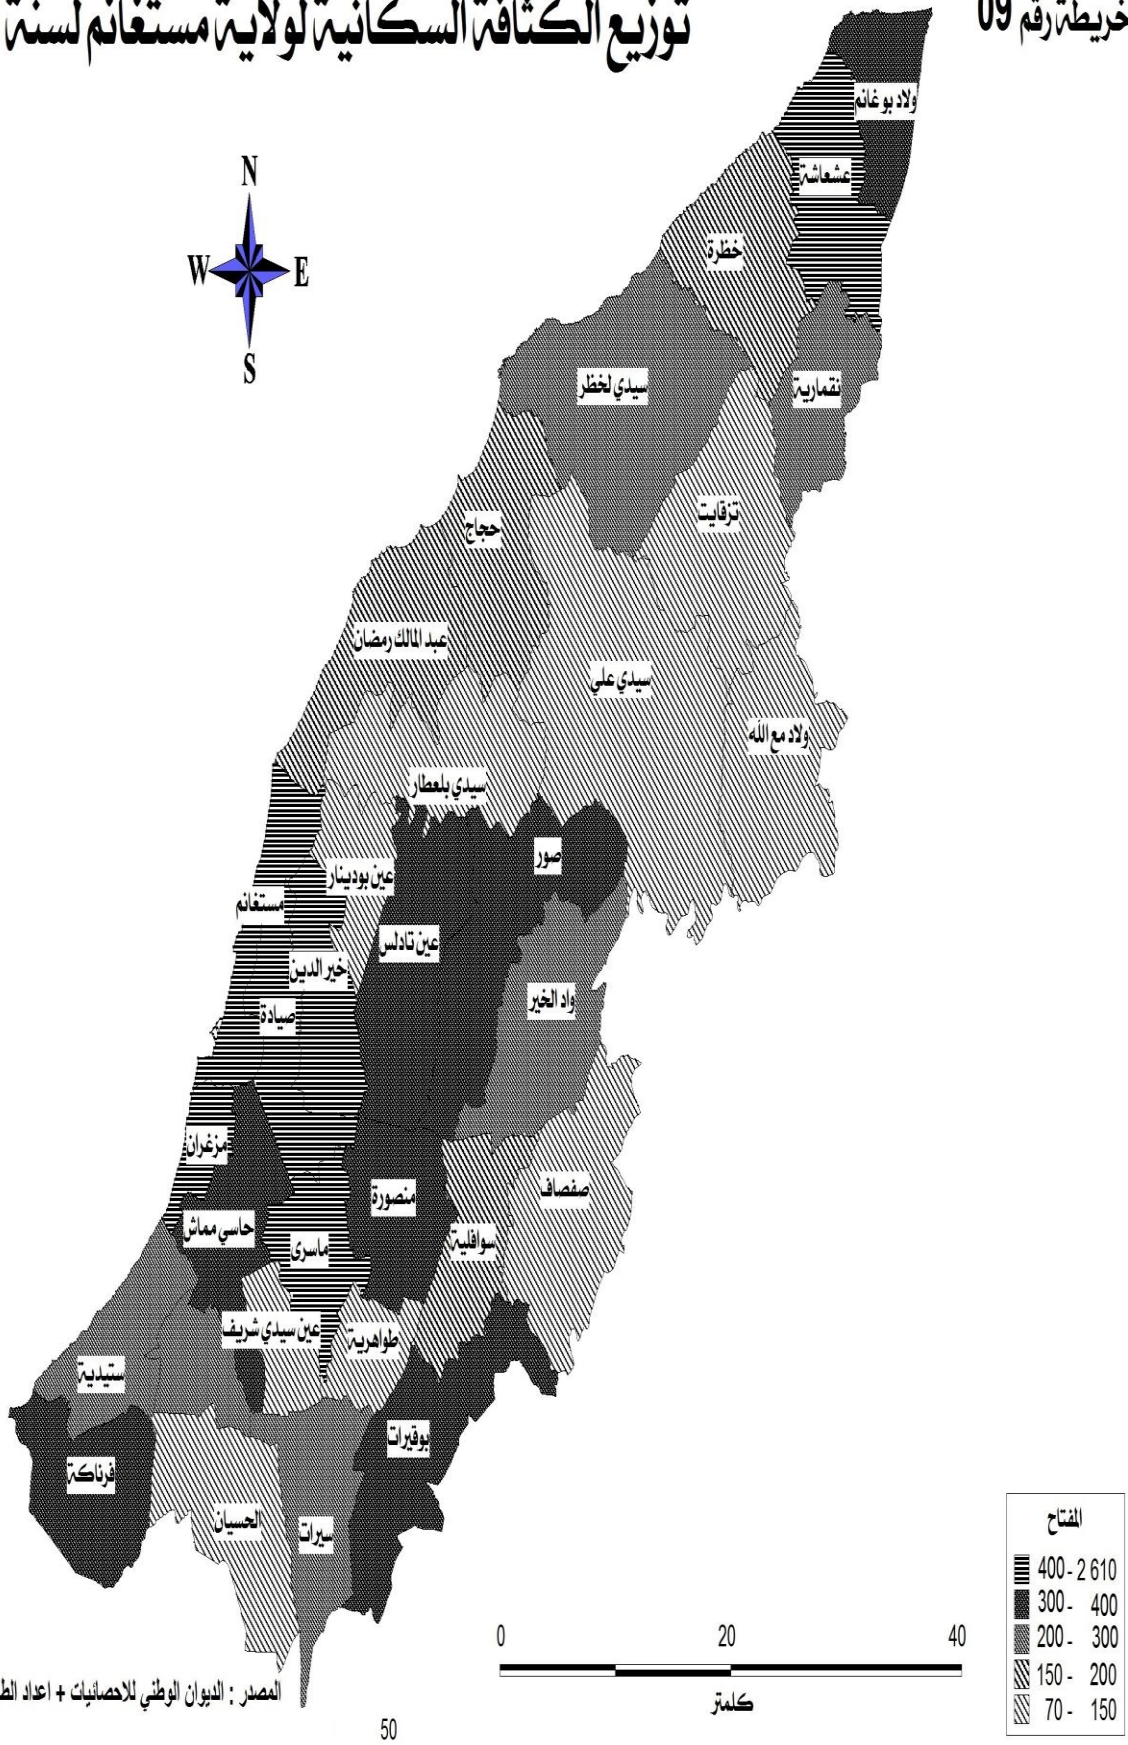 خريطة رقم 09
توزيع الكثافة السكانية لولاية مستغانم لسنة
N
W E
S
ولاد بوغانم
عشعاشة
خظرة
سيدي لخظر
نقمارية
تزقايت
حجاج
عبد المالك رمضان
سيدي علي
ولاد مع الله
سيدي بلعطار
صور
عين بودينار
مستغانم
عين تادلس
خير الدين
واد الخير
صيادة
مزغران
منصورة
صفصاف
حاسي مماش
ماسرى
سوافلية
عين سيدي شريف
طواهرية
ستيدية
بوقيرات
فرناكة
الحسيان
سيرات
المفتاح
400 - 2 610
300 - 400
200 - 300
150 - 200
70 - 150
0 20 40
كلمتر
المصدر : الديوان الوطني للاحصائيات + اعداد
50